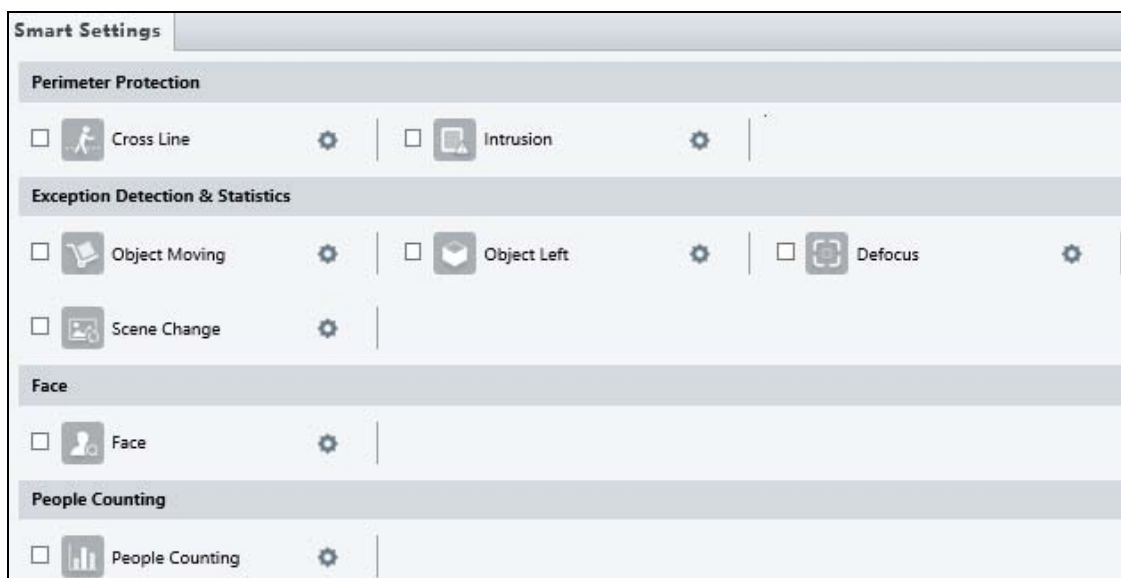 Smart Settings
Perimeter Protection
Cross Line
Intrusion
Exception Detection & Statistics
Object Moving
Object Left
Defocus
Scene Change
Face
Face
People Counting
People Counting